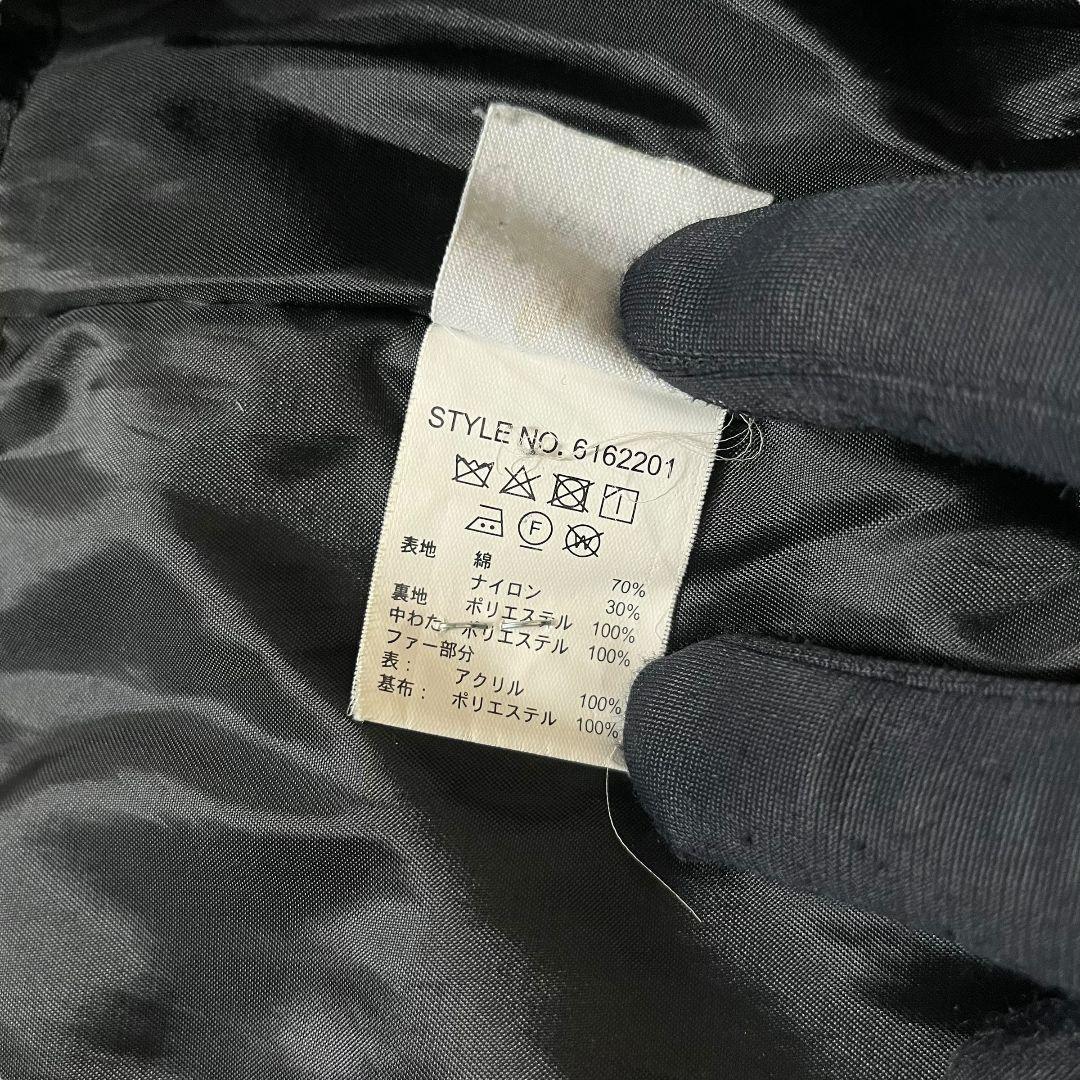 STYLE NO. 6162201
F
W
表地 綿 70%
ナイロン 30%
裏地 ポリエステル 100%
中わた ポリエステル 100%
ファー部分
表： アクリル 100%
基布： ポリエステル 100%